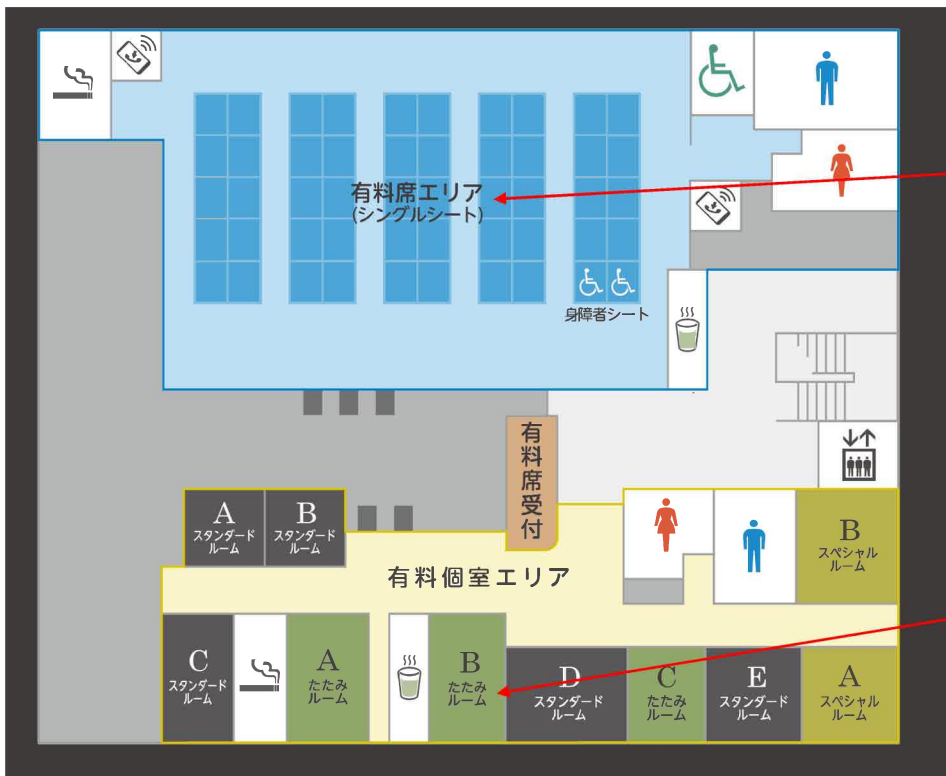 有料席エリア
(シングルシート)
身障者シート
有料席受付
A
スタンダード
ルーム
B
スタンダード
ルーム
B
スペシャル
ルーム
有料個室エリア
C
スタンダード
ルーム
A
たたみ
ルーム
B
たたみ
ルーム
D
スタンダード
ルーム
C
たたみ
ルーム
E
スタンダード
ルーム
A
スペシャル
ルーム